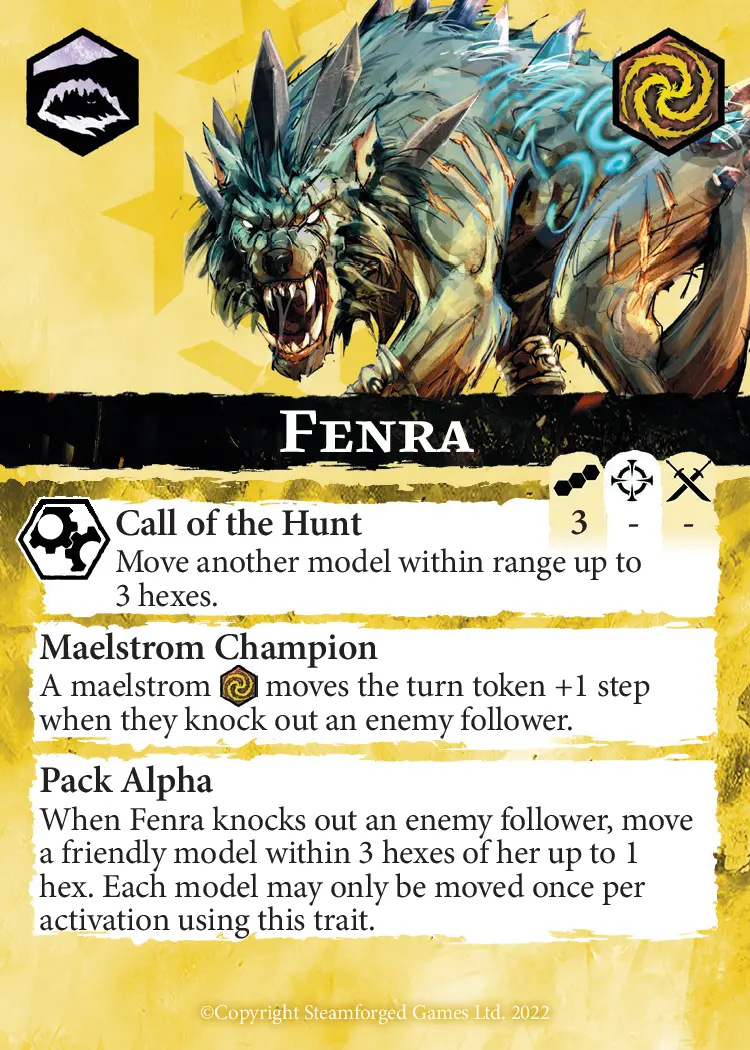 FENRA
Call of the Hunt
3 - -
Move another model within range up to
3 hexes.
Maelstrom Champion
A maelstrom moves the turn token +1 step
when they knock out an enemy follower.
Pack Alpha
When Fenra knocks out an enemy follower, move
a friendly model within 3 hexes of her up to 1
hex. Each model may only be moved once per
activation using this trait.
©Copyright Steamforged Games Ltd. 2022